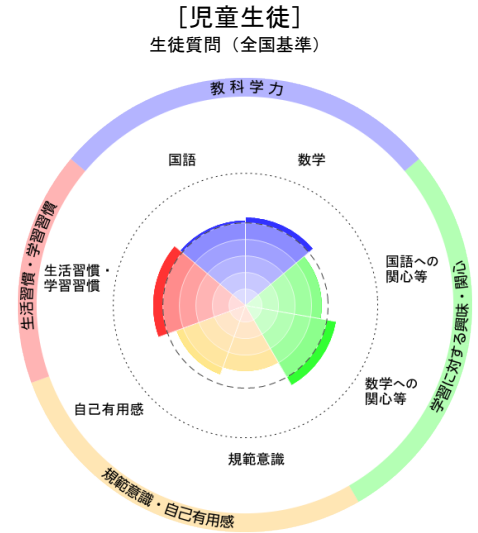 [児童生徒]
生徒質問（全国基準）
教科学力
国語
数学
生活習慣・学習習慣
生活習慣・
学習習慣
国語への
関心等
学習に対する興味・関心
数学への
関心等
自己有用感
規範意識
規範意識・自己有用感